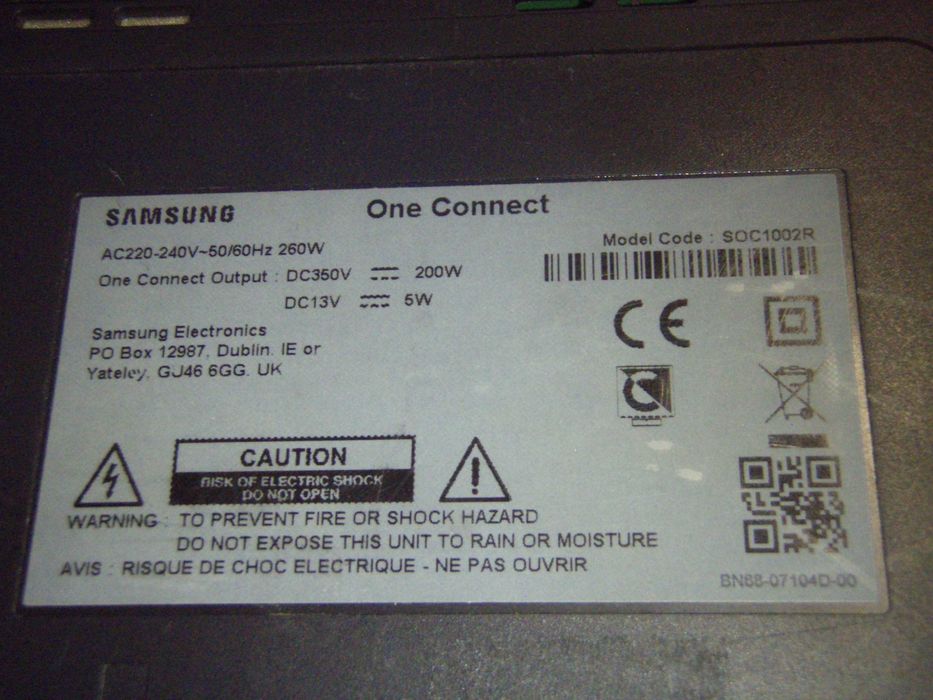 SAMSUNG
One Connect
AC220-240V~50/60Hz 260W
Model Code : SOC1002R
One Connect Output : DC350V 200W
DC13V 5W
Samsung Electronics
PO Box 12987, Dublin. IE or
Yateley, GJ46 6GG. UK
CE
CAUTION
RISK OF ELECTRIC SHOCK
DO NOT OPEN
WARNING : TO PREVENT FIRE OR SHOCK HAZARD
DO NOT EXPOSE THIS UNIT TO RAIN OR MOISTURE
AVIS : RISQUE DE CHOC ELECTRIQUE - NE PAS OUVRIR
BN68-07104D-00